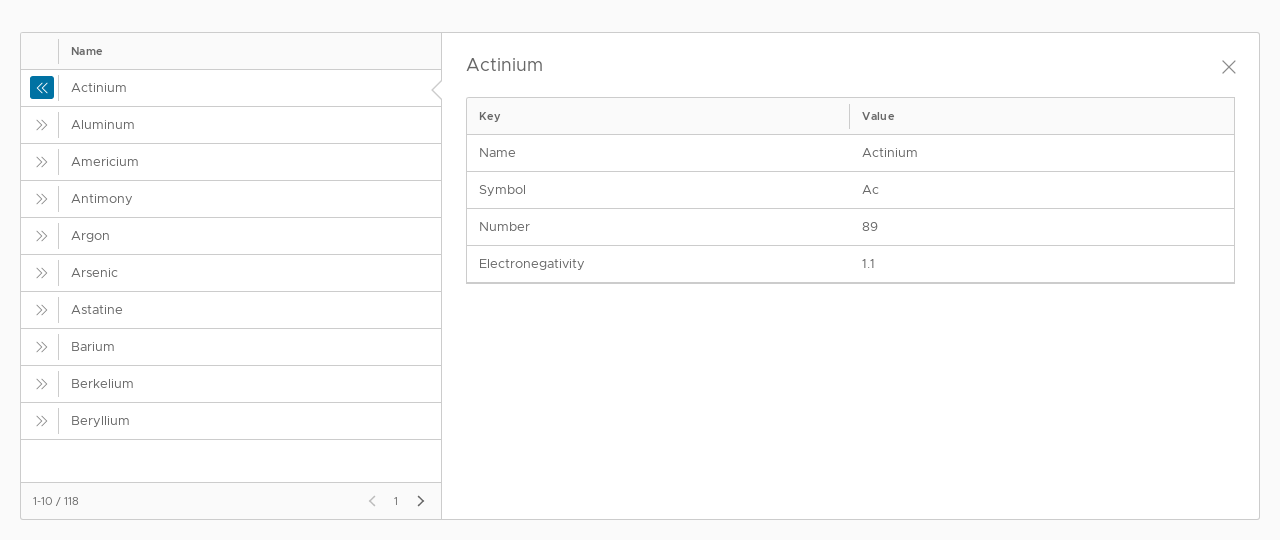 Name
Actinium
Aluminum
Americium
Antimony
Argon
Arsenic
Astatine
Barium
Berkelium
Beryllium
1-10 / 118
1
Actinium
Key Value
Name Actinium
Symbol Ac
Number 89
Electronegativity 1.1